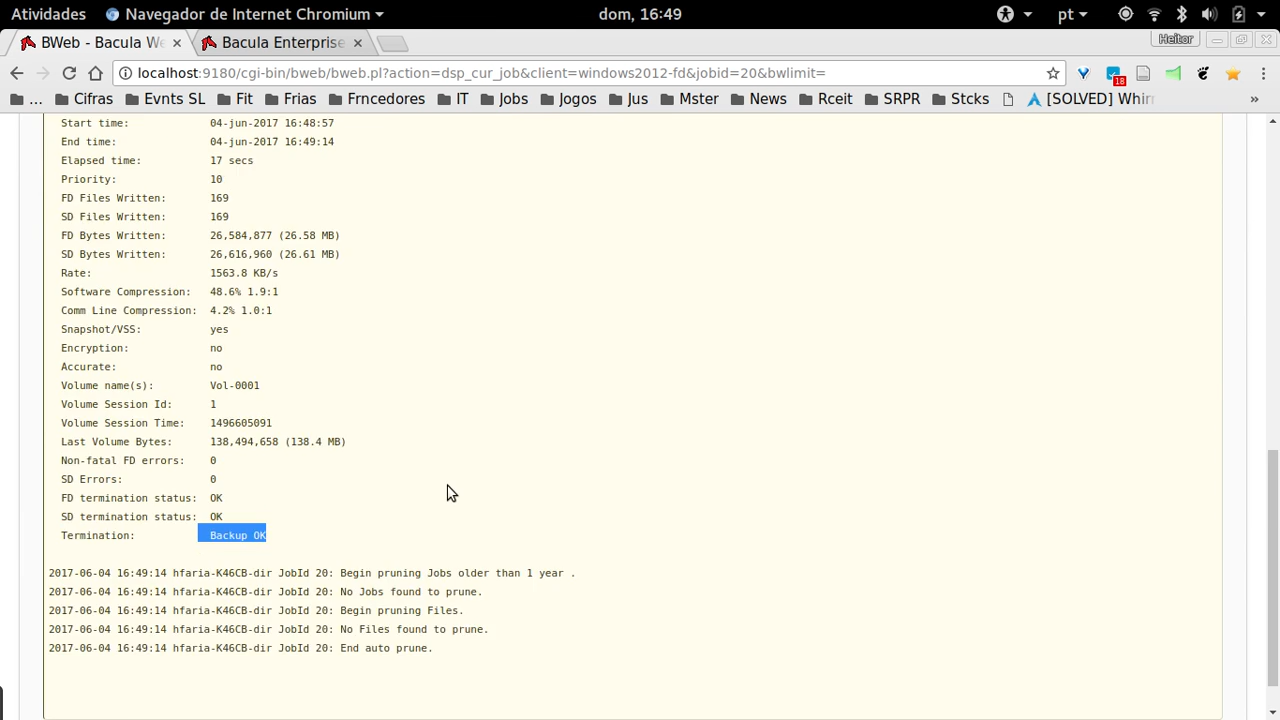 Atividades Navegador de Internet Chromium dom, 16:49 pt
BWeb - Bacula We Bacula Enterprise Heitor
localhost:9180/cgi-bin/bweb/bweb.pl?action=dsp_cur_job&client=windows2012-fd&jobid=20&bwlimit= 18
... Cifras Evnts SL Fit Frias Frncedores IT Jobs Jogos Jus Mster News Rceit SRPR Stcks [SOLVED] Whir »
Start time: 04-jun-2017 16:48:57
End time: 04-jun-2017 16:49:14
Elapsed time: 17 secs
Priority: 10
FD Files Written: 169
SD Files Written: 169
FD Bytes Written: 26,584,877 (26.58 MB)
SD Bytes Written: 26,616,960 (26.61 MB)
Rate: 1563.8 KB/s
Software Compression: 48.6% 1.9:1
Comm Line Compression: 4.2% 1.0:1
Snapshot/VSS: yes
Encryption: no
Accurate: no
Volume name(s): Vol-0001
Volume Session Id: 1
Volume Session Time: 1496605091
Last Volume Bytes: 138,494,658 (138.4 MB)
Non-fatal FD errors: 0
SD Errors: 0
FD termination status: OK
SD termination status: OK
Termination: Backup OK
2017-06-04 16:49:14 hfaria-K46CB-dir JobId 20: Begin pruning Jobs older than 1 year .
2017-06-04 16:49:14 hfaria-K46CB-dir JobId 20: No Jobs found to prune.
2017-06-04 16:49:14 hfaria-K46CB-dir JobId 20: Begin pruning Files.
2017-06-04 16:49:14 hfaria-K46CB-dir JobId 20: No Files found to prune.
2017-06-04 16:49:14 hfaria-K46CB-dir JobId 20: End auto prune.